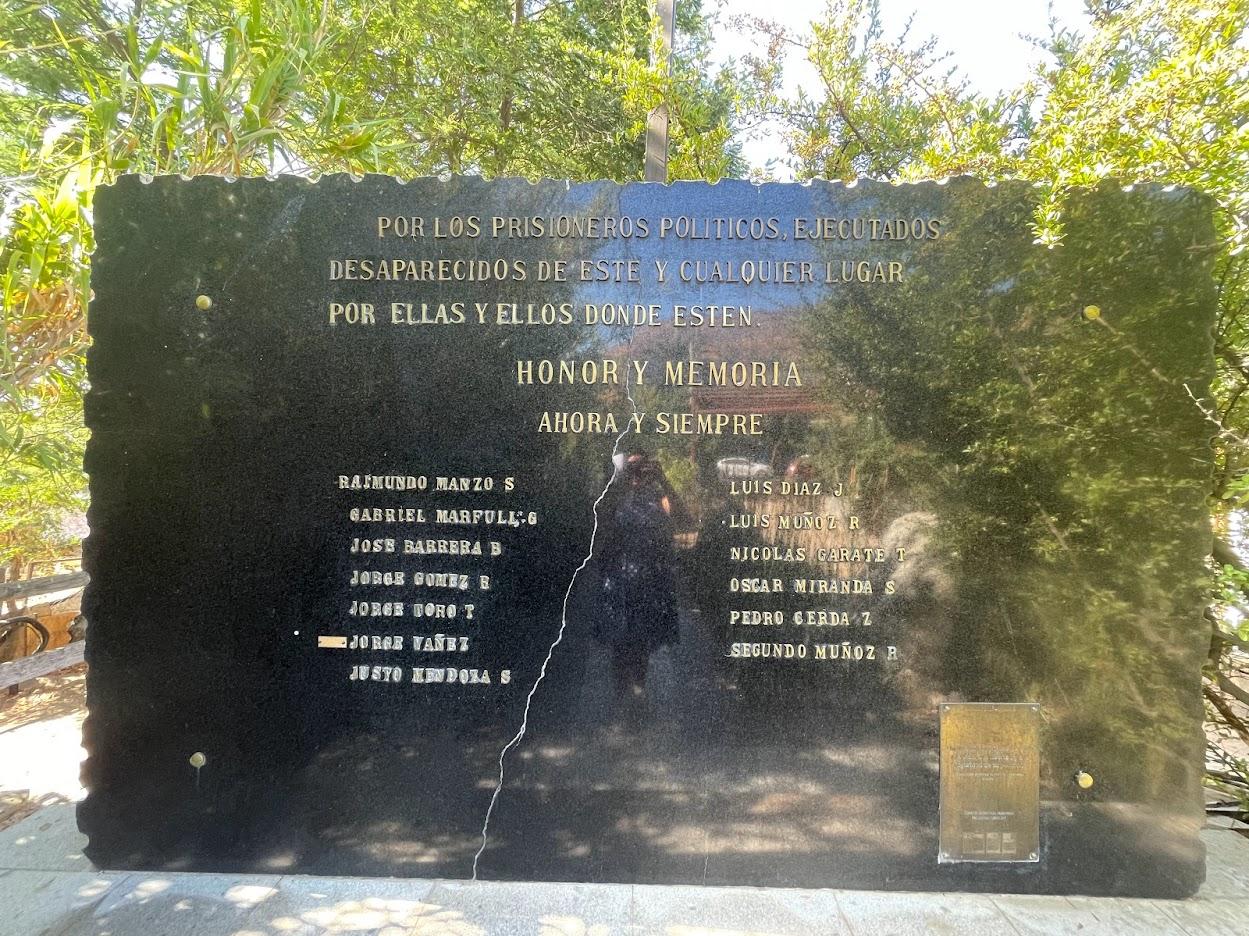 POR LOS PRISIONEROS POLITICOS, EJECUTADOS
DESAPARECIDOS DE ESTE Y CUALQUIER LUGAR
POR ELLAS Y ELLOS DONDE ESTEN.
HONOR Y MEMORIA
AHORA Y SIEMPRE
RAIMUNDO MANZO S
GABRIEL MARFULL G
JOSE BARRERA B
JORGE GOMEZ
JORGE TORO T
JORGE YAÑEZ
JUSTO MENDOZA S
LUIS DIAZ J
LUIS MUÑOZ R
NICOLAS GARATE T
OSCAR MIRANDA S
PEDRO CERDA Z
SEGUNDO MUÑOZ R